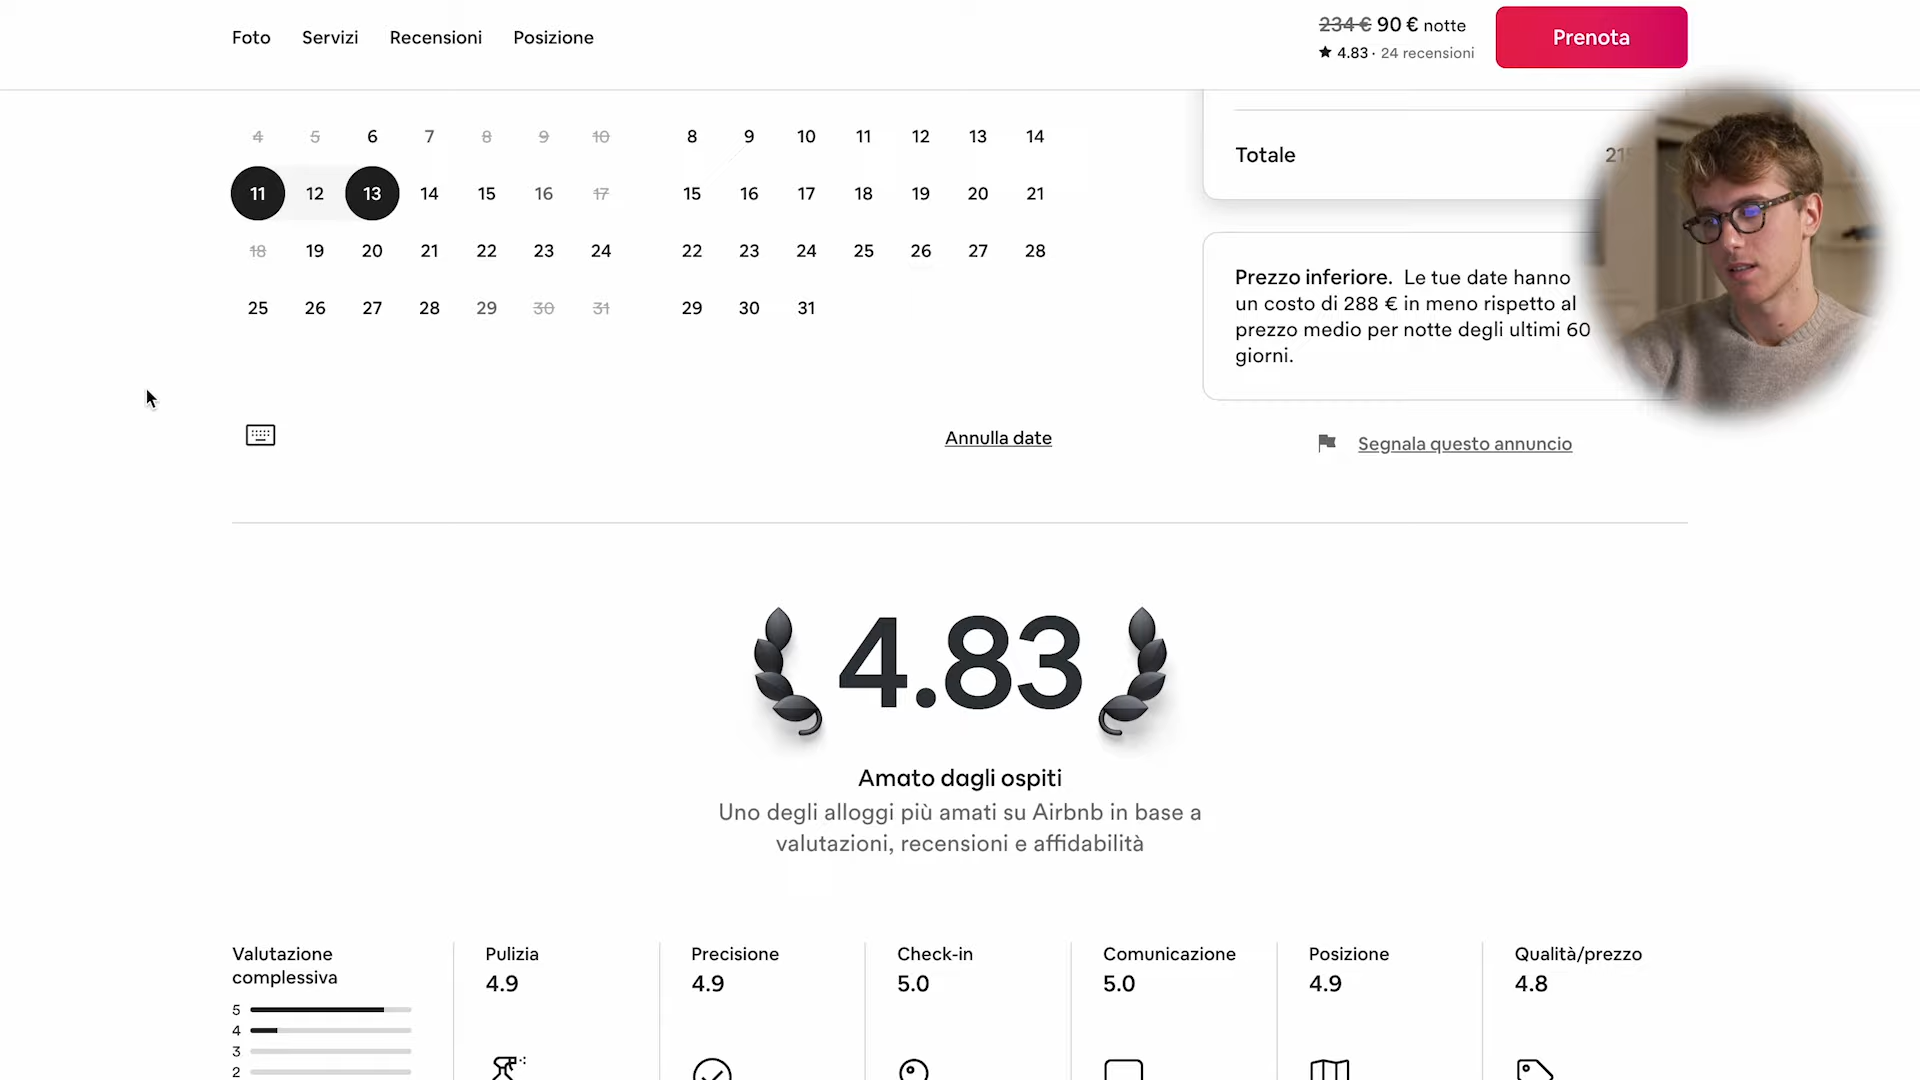 Foto Servizi Recensioni Posizione
234 € 90 € notte
4.83 · 24 recensioni
Prenota
4 5 6 7 8 9 10
11 12 13 14 15 16 17
18 19 20 21 22 23 24
25 26 27 28 29 30 31
8 9 10 11 12 13 14
15 16 17 18 19 20 21
22 23 24 25 26 27 28
29 30 31
Annulla date
Totale
Prezzo inferiore. Le tue date hanno
un costo di 288 € in meno rispetto al
prezzo medio per notte degli ultimi 60
giorni.
Segnala questo annuncio
4.83
Amato dagli ospiti
Uno degli alloggi più amati su Airbnb in base a
valutazioni, recensioni e affidabilità
Valutazione
complessiva
5
4
3
2
Pulizia
4.9
Precisione
4.9
Check-in
5.0
Comunicazione
5.0
Posizione
4.9
Qualità/prezzo
4.8